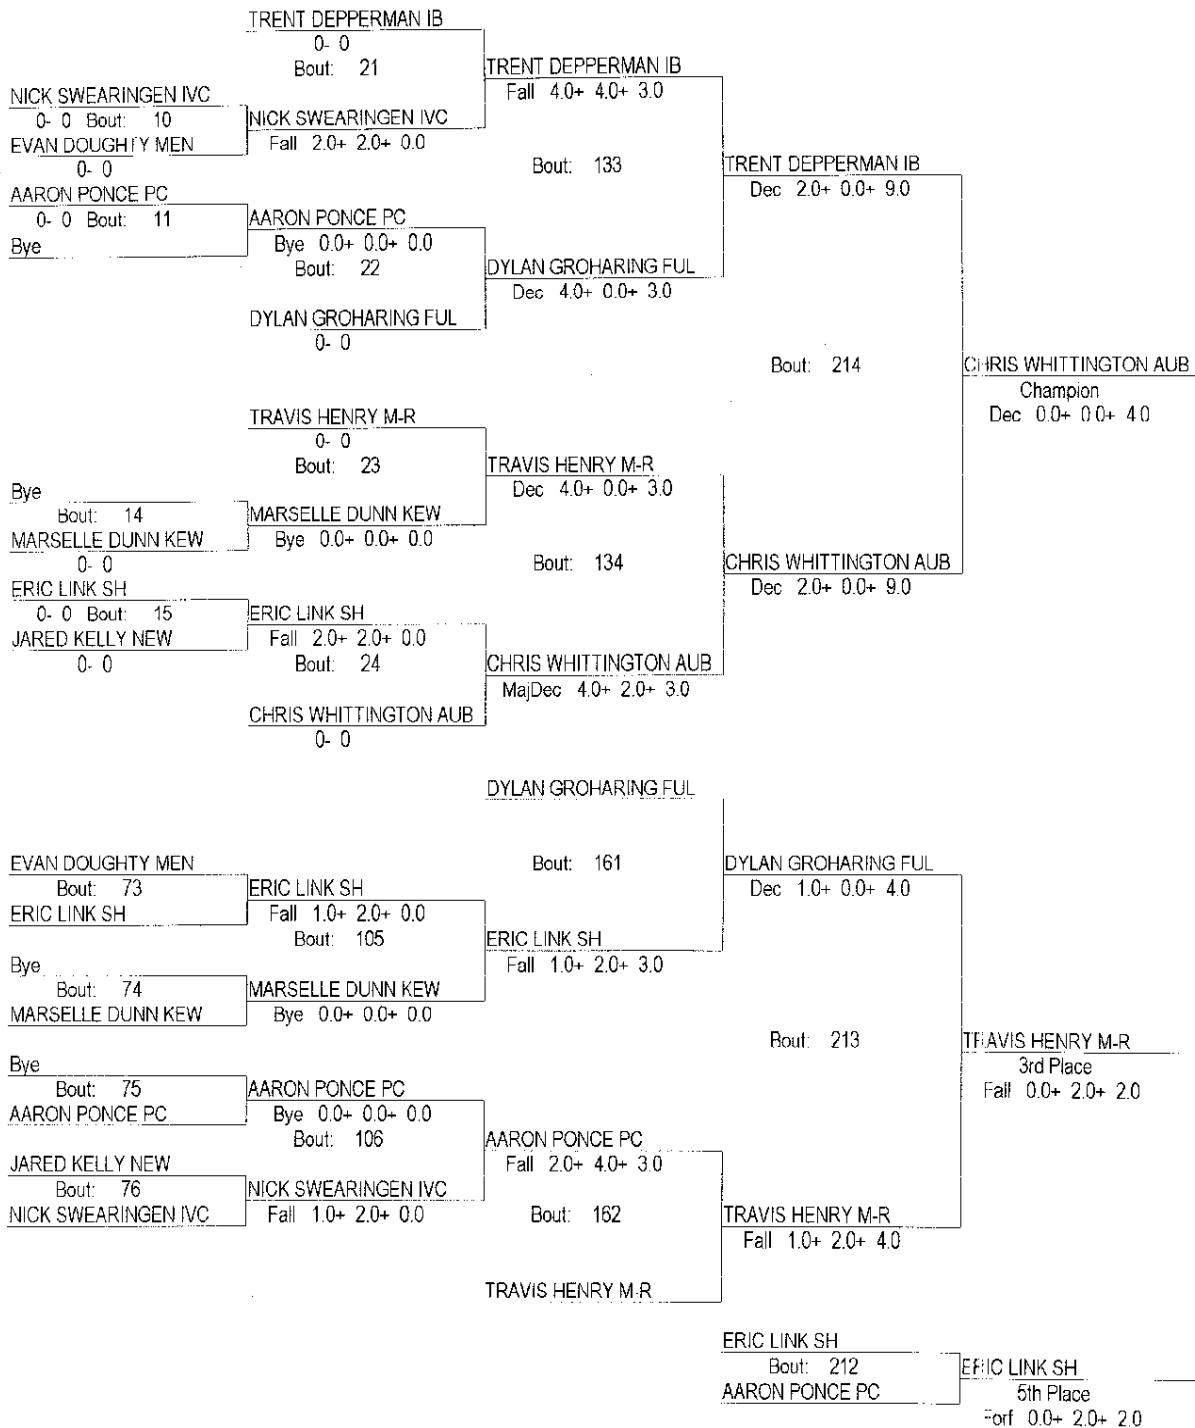 TRENT DEPPERMAN IB
0- 0
Bout: 21
TRENT DEPPERMAN IB
Fall 4.0+ 4.0+ 3.0
NICK SWEARINGEN IVC
0- 0 Bout: 10
NICK SWEARINGEN IVC
Fall 2.0+ 2.0+ 0.0
EVAN DOUGHTY MEN
0- 0
Bout: 133
TRENT DEPPERMAN IB
Dec 2.0+ 0.0+ 9.0
AARON PONCE PC
0- 0 Bout: 11
AARON PONCE PC
Bye 0.0+ 0.0+ 0.0
Bye
Bout: 22
DYLAN GROHARING FUL
Dec 4.0+ 0.0+ 3.0
DYLAN GROHARING FUL
0- 0
Bout: 214
CHRIS WHITTINGTON AUB
Champion
Dec 0.0+ 0.0+ 4.0
TRAVIS HENRY M-R
0- 0
Bout: 23
TRAVIS HENRY M-R
Dec 4.0+ 0.0+ 3.0
Bye
Bout: 14
MARSELLE DUNN KEW
Bye 0.0+ 0.0+ 0.0
MARSELLE DUNN KEW
0- 0
Bout: 134
CHRIS WHITTINGTON AUB
Dec 2.0+ 0.0+ 9.0
ERIC LINK SH
0- 0 Bout: 15
ERIC LINK SH
Fall 2.0+ 2.0+ 0.0
JARED KELLY NEW
0- 0
Bout: 24
CHRIS WHITTINGTON AUB
MajDec 4.0+ 2.0+ 3.0
CHRIS WHITTINGTON AUB
0- 0
DYLAN GROHARING FUL
EVAN DOUGHTY MEN
Bout: 73
ERIC LINK SH
ERIC LINK SH
Fall 1.0+ 2.0+ 0.0
Bout: 105
Bout: 161
DYLAN GROHARING FUL
Dec 1.0+ 0.0+ 4.0
ERIC LINK SH
Fall 1.0+ 2.0+ 3.0
Bye
Bout: 74
MARSELLE DUNN KEW
MARSELLE DUNN KEW
Bye 0.0+ 0.0+ 0.0
Bout: 213
TRAVIS HENRY M-R
3rd Place
Fall 0.0+ 2.0+ 2.0
Bye
Bout: 75
AARON PONCE PC
AARON PONCE PC
Bye 0.0+ 0.0+ 0.0
Bout: 106
AARON PONCE PC
Fall 2.0+ 4.0+ 3.0
JARED KELLY NEW
Bout: 76
NICK SWEARINGEN IVC
NICK SWEARINGEN IVC
Fall 1.0+ 2.0+ 0.0
Bout: 162
TRAVIS HENRY M-R
Fall 1.0+ 2.0+ 4.0
TRAVIS HENRY M-R
ERIC LINK SH
Bout: 212
AARON PONCE PC
ERIC LINK SH
5th Place
Forf 0.0+ 2.0+ 2.0